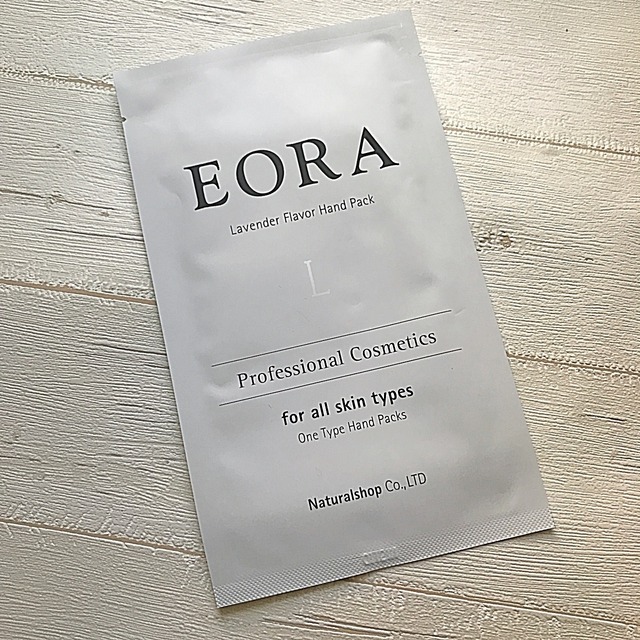 EORA
Lavender Flavor Hand Pack
L
Professional Cosmetics
for all skin types
One Type Hand Packs
Naturalshop Co.,LTD